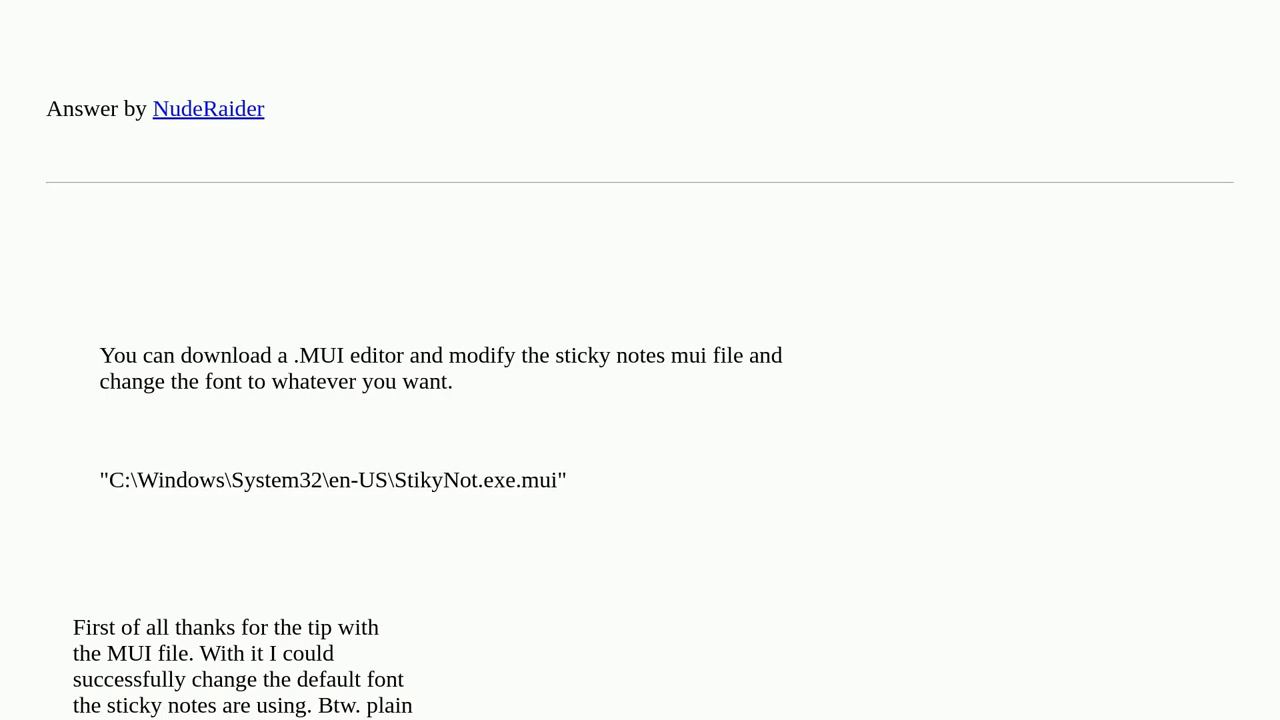 Answer by NudeRaider
You can download a .MUI editor and modify the sticky notes mui file and
change the font to whatever you want.
"C:\Windows\System32\en-US\StikyNot.exe.mui"
First of all thanks for the tip with
the MUI file. With it I could
successfully change the default font
the sticky notes are using. Btw. plain